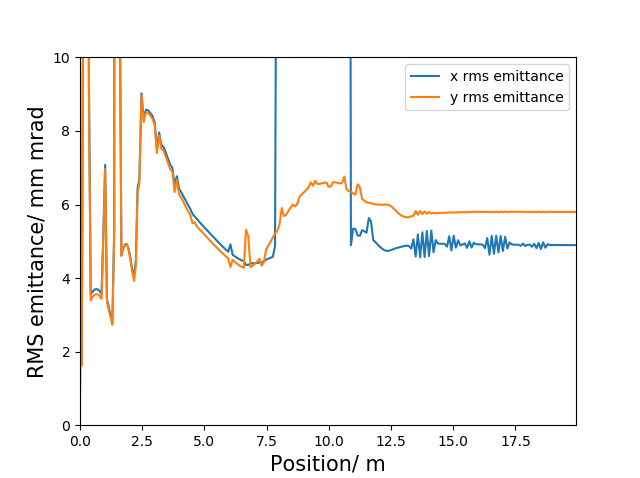 10
8
6
4
2
0
RMS emittance/ mm mrad
x rms emittance
y rms emittance
0.0 2.5 5.0 7.5 10.0 12.5 15.0 17.5
Position/ m